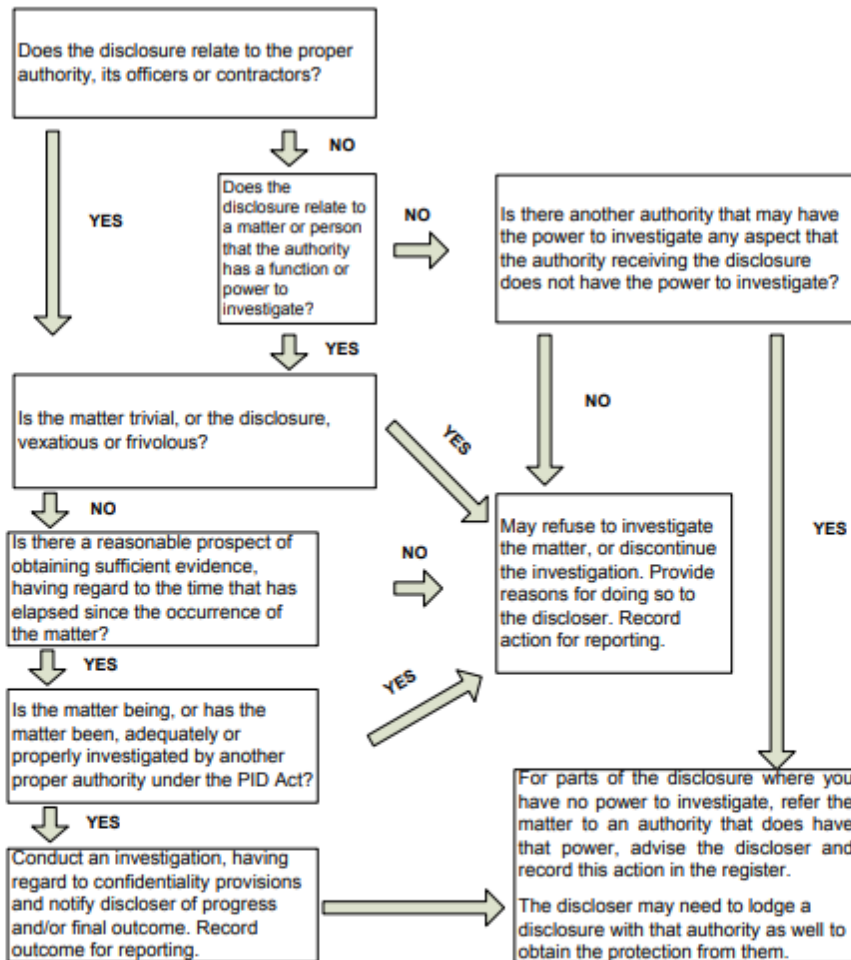 Does the disclosure relate to the proper
authority, its officers or contractors?
NO
YES
Does the
disclosure relate to
a matter or person
that the authority
has a function or
power to
investigate?
NO
Is there another authority that may have
the power to investigate any aspect that
the authority receiving the disclosure
does not have the power to investigate?
YES
NO
YES
Is the matter trivial, or the disclosure,
vexatious or frivolous?
YES
NO
Is there a reasonable prospect of
obtaining sufficient evidence,
having regard to the time that has
elapsed since the occurrence of
the matter?
NO
May refuse to investigate
the matter, or discontinue
the investigation. Provide
reasons for doing so to
the discloser. Record
action for reporting.
YES
Is the matter being, or has the
matter been, adequately or
properly investigated by another
proper authority under the PID Act?
YES
YES
Conduct an investigation, having
regard to confidentiality provisions
and notify discloser of progress
and/or final outcome. Record
outcome for reporting.
For parts of the disclosure where you
have no power to investigate, refer the
matter to an authority that does have
that power, advise the discloser and
record this action in the register.
The discloser may need to lodge a
disclosure with that authority as well to
obtain the protection from them.